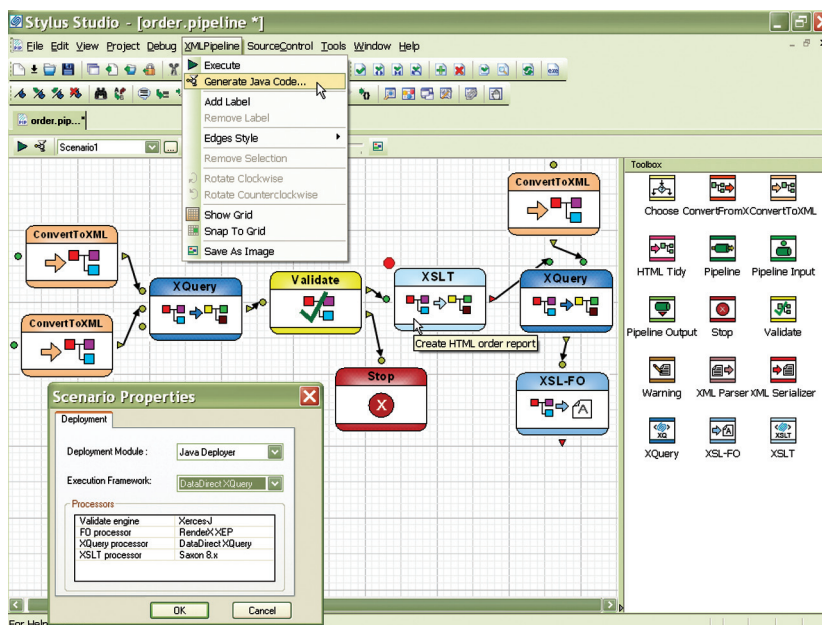 Stylus Studio - [order.pipeline *]
File Edit View Project Debug XMLPipeline SourceControl Tools Window Help
Execute
Generate Java Code...
Add Label
Remove Label
Edges Style
Remove Selection
Rotate Clockwise
Rotate Counterclockwise
Show Grid
Snap To Grid
Save As Image
order.pip...*
Scenario1
...
ConvertToXML
ConvertToXML
XQuery
Validate
Stop
XSLT
Create HTML order report
ConvertToXML
XQuery
XSL-FO
Toolbox
Choose ConvertFromX ConvertToXML
HTML Tidy Pipeline Pipeline Input
Pipeline Output Stop Validate
Warning XML Parser XML Serializer
XQ XSLT
XQuery XSL-FO XSLT
Scenario Properties
Deployment
Deployment Module : Java Deployer
Execution Framework: DataDirect XQuery
Processors
Validate engine Xerces-J
FO processor RenderX XEP
XQuery processor DataDirect XQuery
XSLT processor Saxon 8.x
OK Cancel
For Help